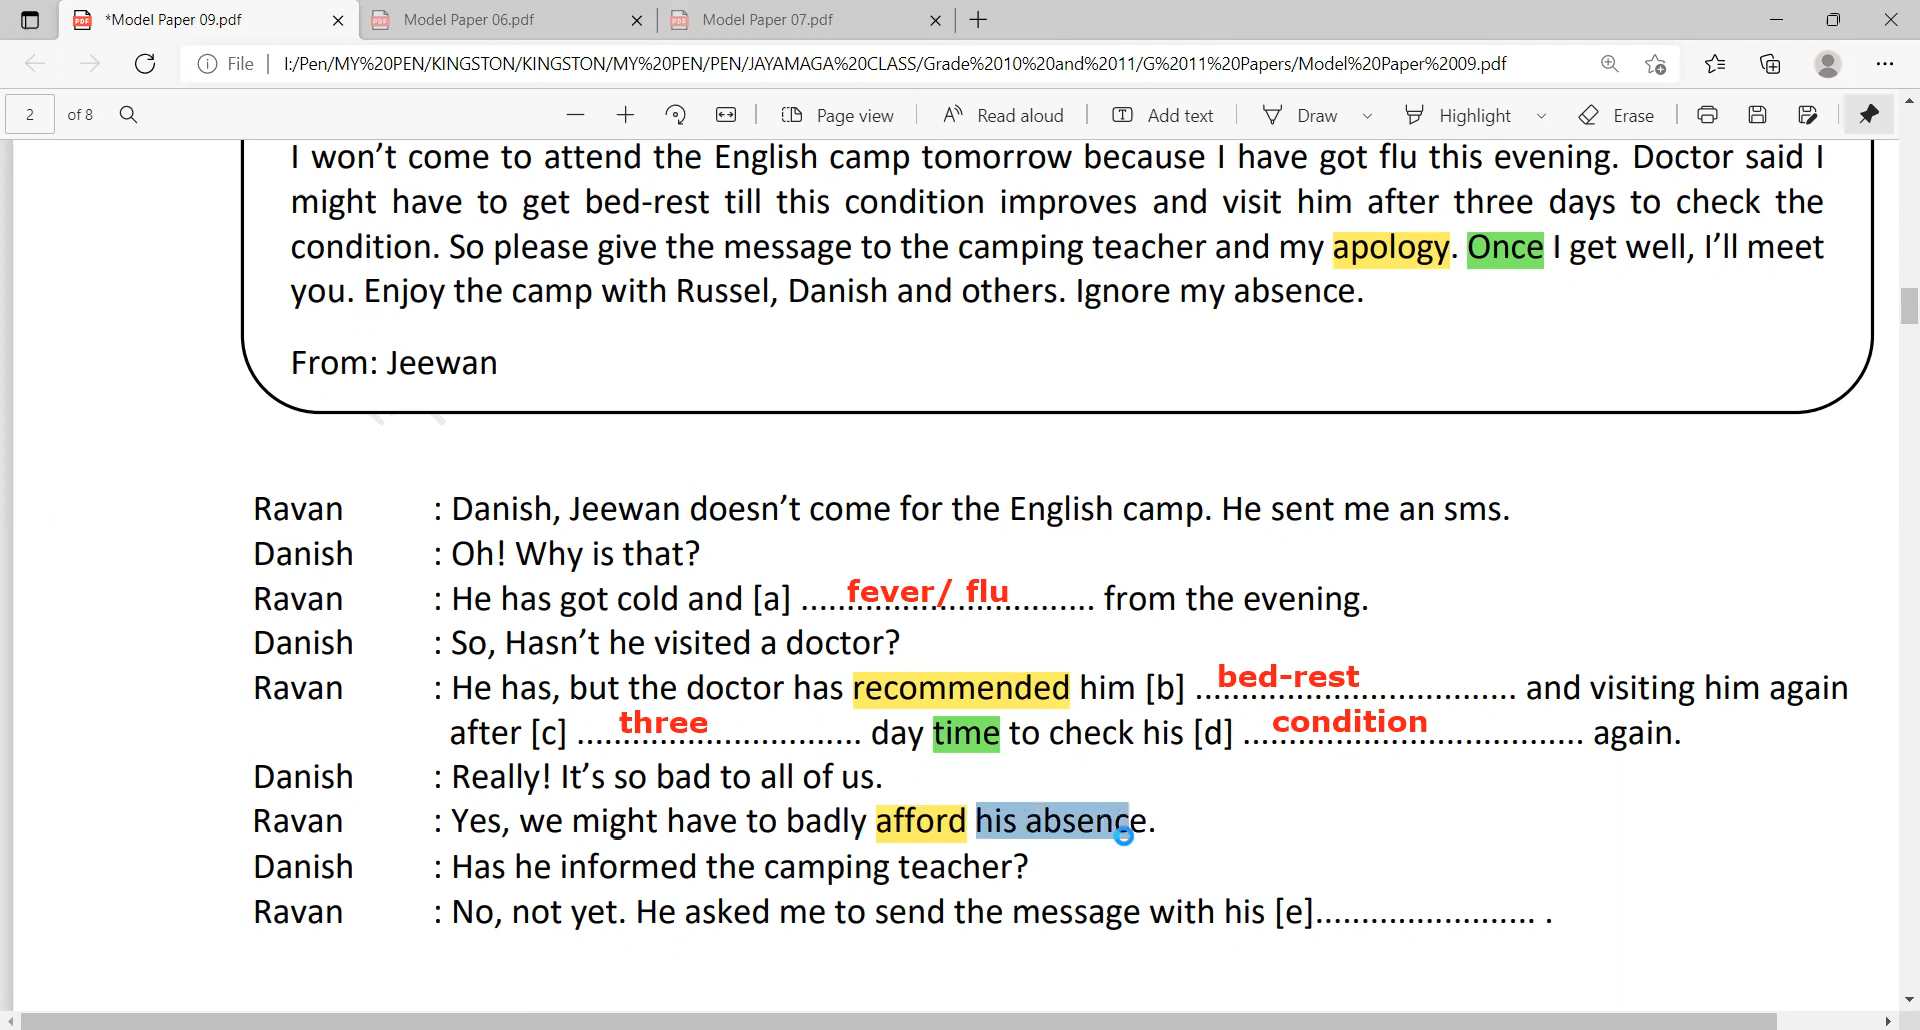 *Model Paper 09.pdf
Model Paper 06.pdf
Model Paper 07.pdf
File
I:/Pen/MY%20PEN/KINGSTON/KINGSTON/MY%20PEN/PEN/JAYAMAGA%20CLASS/Grade%2010%20and%2011/G%2011%20Papers/Model%20Paper%2009.pdf
2 of 8 Page view Read aloud Add text Draw Highlight Erase
I won’t come to attend the English camp tomorrow because I have got flu this evening. Doctor said I
might have to get bed-rest till this condition improves and visit him after three days to check the
condition. So please give the message to the camping teacher and my apology. Once I get well, I’ll meet
you. Enjoy the camp with Russel, Danish and others. Ignore my absence.
From: Jeewan
Ravan : Danish, Jeewan doesn’t come for the English camp. He sent me an sms.
Danish : Oh! Why is that?
Ravan : He has got cold and [a] ....fever/ flu.... from the evening.
Danish : So, Hasn’t he visited a doctor?
Ravan : He has, but the doctor has recommended him [b] ....bed-rest.... and visiting him again
after [c] ....three.... day time to check his [d] ....condition.... again.
Danish : Really! It’s so bad to all of us.
Ravan : Yes, we might have to badly afford his absence.
Danish : Has he informed the camping teacher?
Ravan : No, not yet. He asked me to send the message with his [e]........................ .